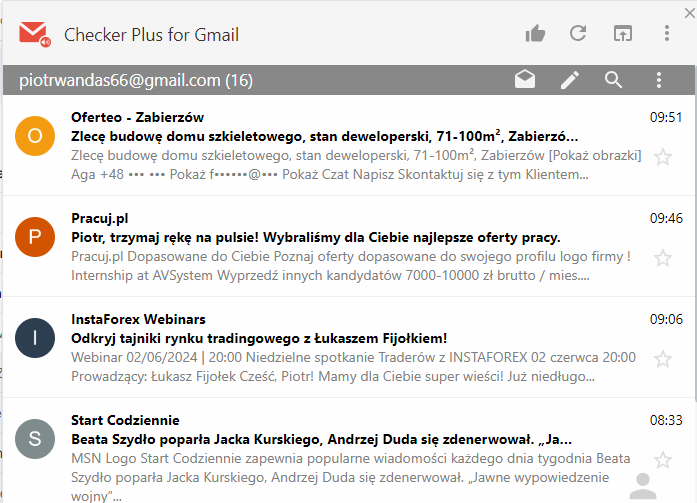 Checker Plus for Gmail
piotrwandas66@gmail.com (16)
O
Oferteo - Zabierzów
09:51
Zlecę budowę domu szkieletowego, stan deweloperski, 71-100m², Zabierzó...
Zlecę budowę domu szkieletowego, stan deweloperski, 71-100m², Zabierzów [Pokaż obrazki]
Aga +48 ••• ••• Pokaż f••••••@••• Pokaż Czat Napisz Skontaktuj się z tym Klientem...
P
Pracuj.pl
09:46
Piotr, trzymaj rękę na pulsie! Wybraliśmy dla Ciebie najlepsze oferty pracy.
Pracuj.pl Dopasowane do Ciebie Poznaj oferty dopasowane do swojego profilu logo firmy !
Internship at AVSystem Wyprzedź innych kandydatów 7000-10000 zł brutto / mies....
I
InstaForex Webinars
09:06
Odkryj tajniki rynku tradingowego z Łukaszem Fijołkiem!
Webinar 02/06/2024 | 20:00 Niedzielne spotkanie Traderów z INSTAFOREX 02 czerwca 20:00
Prowadzący: Łukasz Fijołek Cześć, Piotr! Mamy dla Ciebie super wieści! Już niedługo...
S
Start Codziennie
08:33
Beata Szydło poparła Jacka Kurskiego, Andrzej Duda się zdenerwował. „Ja...
MSN Logo Start Codziennie zapewnia popularne wiadomości każdego dnia tygodnia Beata
Szydło poparła Jacka Kurskiego, Andrzej Duda się zdenerwował. „Jawne wypowiedzenie
wojny”...